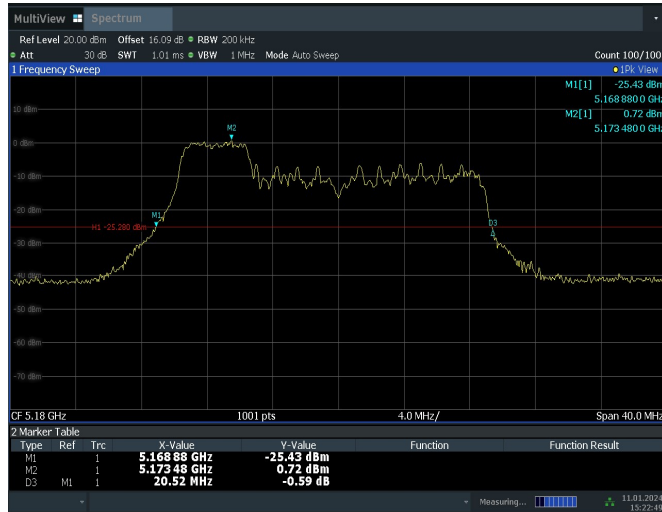 MultiView Spectrum
Ref Level 20.00 dBm Offset 16.09 dB RBW 200 kHz
Att 30 dB SWT 1.01 ms VBW 1 MHz Mode Auto Sweep Count 100/100
1 Frequency Sweep 1Pk View
M1[1] -25.43 dBm
5.168 880 0 GHz
M2[1] 0.72 dBm
5.173 480 0 GHz
10 dBm
M2
0 dBm
-10 dBm
-20 dBm
M1
D3
H1 -25.280 dBm
-30 dBm
-40 dBm
-50 dBm
-60 dBm
-70 dBm
CF 5.18 GHz 1001 pts 4.0 MHz/ Span 40.0 MHz
2 Marker Table
Type Ref Trc X-Value Y-Value Function Function Result
M1 1 5.168 88 GHz -25.43 dBm
M2 1 5.173 48 GHz 0.72 dBm
D3 M1 1 20.52 MHz -0.59 dB
Measuring... 11.01.2024
15:22:49